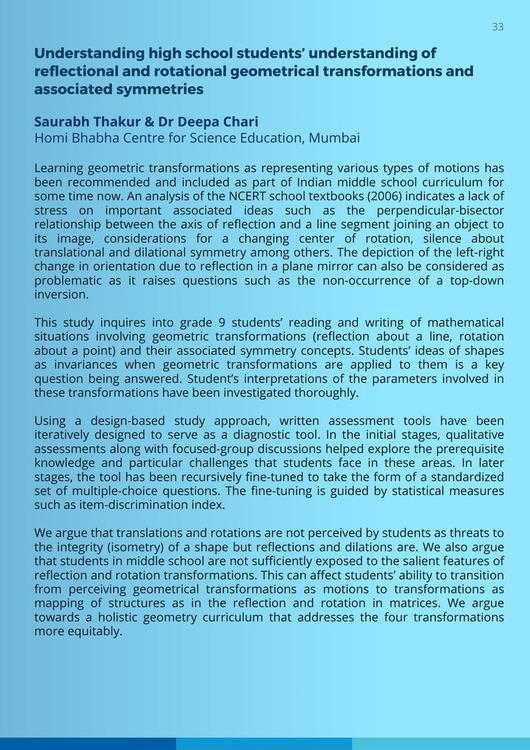 33
Understanding high school students’ understanding of
reflectional and rotational geometrical transformations and
associated symmetries
Saurabh Thakur & Dr Deepa Chari
Homi Bhabha Centre for Science Education, Mumbai
Learning geometric transformations as representing various types of motions has
been recommended and included as part of Indian middle school curriculum for
some time now. An analysis of the NCERT school textbooks (2006) indicates a lack of
stress on important associated ideas such as the perpendicular-bisector
relationship between the axis of reflection and a line segment joining an object to
its image, considerations for a changing center of rotation, silence about
translational and dilational symmetry among others. The depiction of the left-right
change in orientation due to reflection in a plane mirror can also be considered as
problematic as it raises questions such as the non-occurrence of a top-down
inversion.
This study inquires into grade 9 students’ reading and writing of mathematical
situations involving geometric transformations (reflection about a line, rotation
about a point) and their associated symmetry concepts. Students’ ideas of shapes
as invariances when geometric transformations are applied to them is a key
question being answered. Student’s interpretations of the parameters involved in
these transformations have been investigated thoroughly.
Using a design-based study approach, written assessment tools have been
iteratively designed to serve as a diagnostic tool. In the initial stages, qualitative
assessments along with focused-group discussions helped explore the prerequisite
knowledge and particular challenges that students face in these areas. In later
stages, the tool has been recursively fine-tuned to take the form of a standardized
set of multiple-choice questions. The fine-tuning is guided by statistical measures
such as item-discrimination index.
We argue that translations and rotations are not perceived by students as threats to
the integrity (isometry) of a shape but reflections and dilations are. We also argue
that students in middle school are not sufficiently exposed to the salient features of
reflection and rotation transformations. This can affect students’ ability to transition
from perceiving geometrical transformations as motions to transformations as
mapping of structures as in the reflection and rotation in matrices. We argue
towards a holistic geometry curriculum that addresses the four transformations
more equitably.